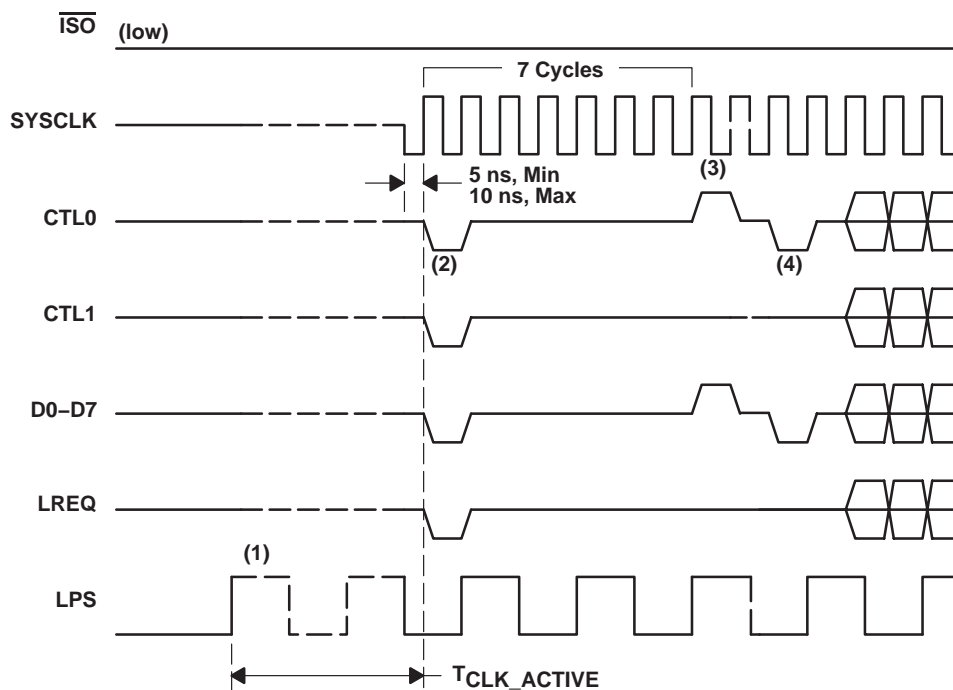 ISO (low)
7 Cycles
SYSCLK
(3)
5 ns, Min
10 ns, Max
CTL0
(2)
(4)
CTL1
D0–D7
LREQ
(1)
LPS
TCLK_ACTIVE